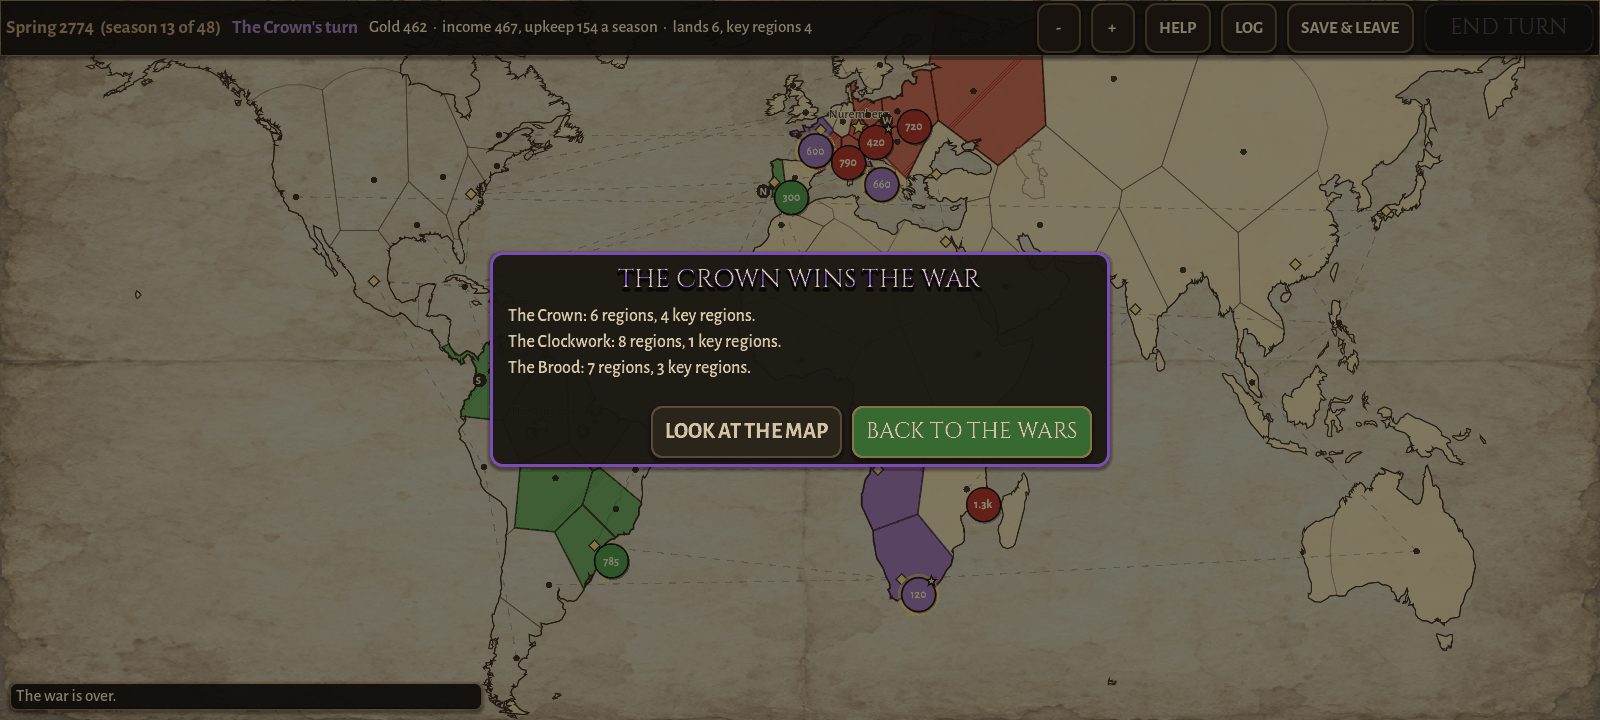 Spring 2774 (season 13 of 48) The Crown's turn Gold 462 · income 467, upkeep 154 a season · lands 6, key regions 4
- + HELP LOG SAVE & LEAVE END TURN
W
720
420
600
790
660
N
300
THE CROWN WINS THE WAR
The Crown: 6 regions, 4 key regions.
The Clockwork: 8 regions, 1 key regions.
The Brood: 7 regions, 3 key regions.
S
LOOK AT THE MAP BACK TO THE WARS
1.3k
785
120
The war is over.